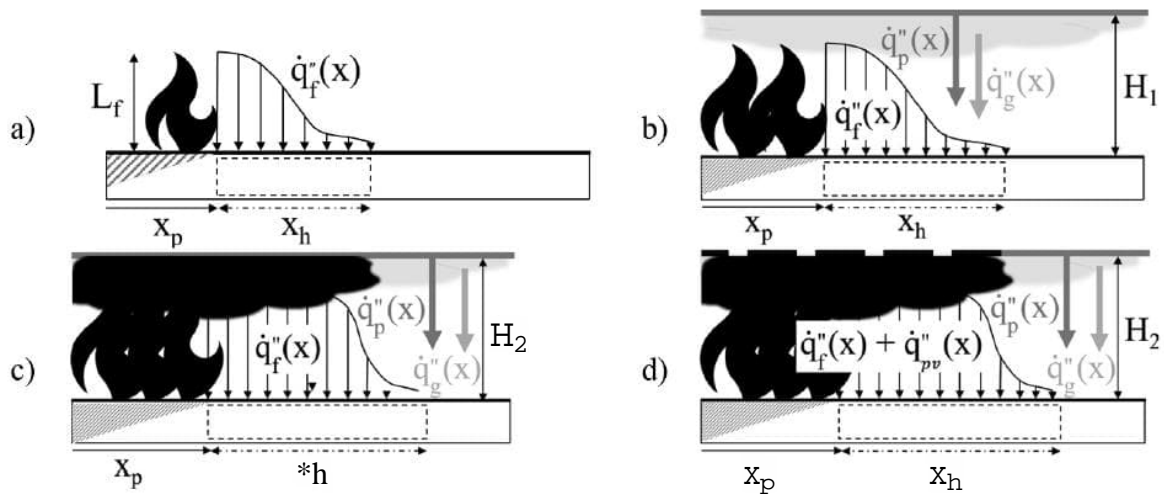 a)
L_f
q̇_f''(x)
x_p
x_h
b)
q̇_p''(x)
q̇_g''(x)
q̇_f''(x)
H_1
x_p
x_h
c)
q̇_p''(x)
q̇_f''(x)
q̇_g''(x)
H_2
x_p
*h
d)
q̇_p''(x)
q̇_f''(x) + q̇_pv''(x)
q̇_g''(x)
H_2
x_p
x_h